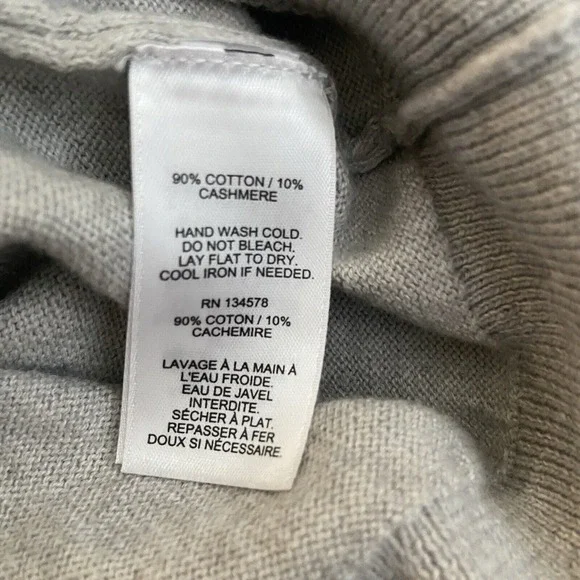 90% COTTON / 10%
CASHMERE
HAND WASH COLD.
DO NOT BLEACH.
LAY FLAT TO DRY.
COOL IRON IF NEEDED.
RN 134578
90% COTON / 10%
CACHEMIRE
LAVAGE À LA MAIN À
L'EAU FROIDE.
EAU DE JAVEL
INTERDITE.
SÉCHER À PLAT.
REPASSER À FER
DOUX SI NÉCESSAIRE.